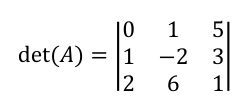 det(A) = |0 1 5|
|1 −2 3|
|2 6 1|